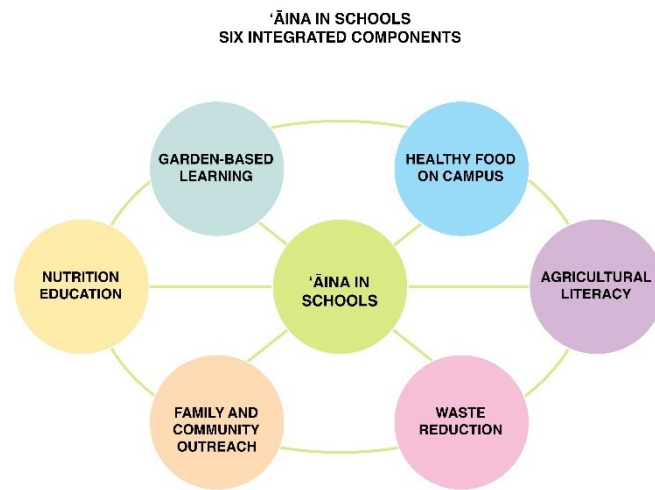 ‘ĀINA IN SCHOOLS
SIX INTEGRATED COMPONENTS
GARDEN-BASED
LEARNING
HEALTHY FOOD
ON CAMPUS
NUTRITION
EDUCATION
‘ĀINA IN
SCHOOLS
AGRICULTURAL
LITERACY
FAMILY AND
COMMUNITY
OUTREACH
WASTE
REDUCTION